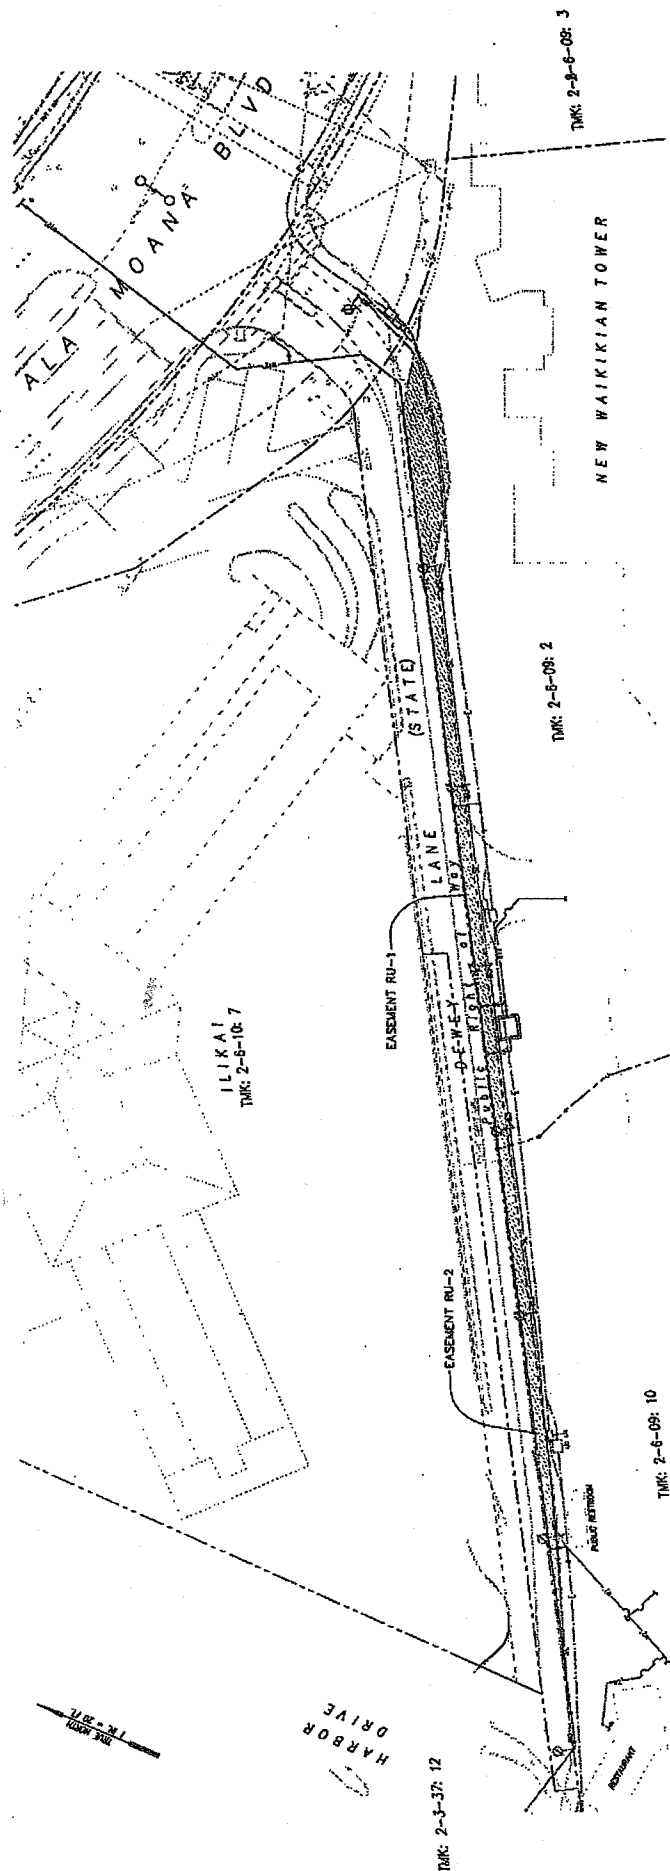 TMK: 2-8-6-09: 3
ALA MOANA BLVD
NEW WAIKIKIAN TOWER
TMK: 2-6-09: 2
DEWEY LANE (STATE)
Public Right of Way
EASEMENT RU-1
ILIKAI
TMK: 2-6-10: 7
EASEMENT RU-2
TMK: 2-6-09: 10
PUBLIC RESTROOM
TRUE NORTH
1 IN. = 20 FT.
HARBOR
DRIVE
TMK: 2-3-37: 12
RESTAURANT